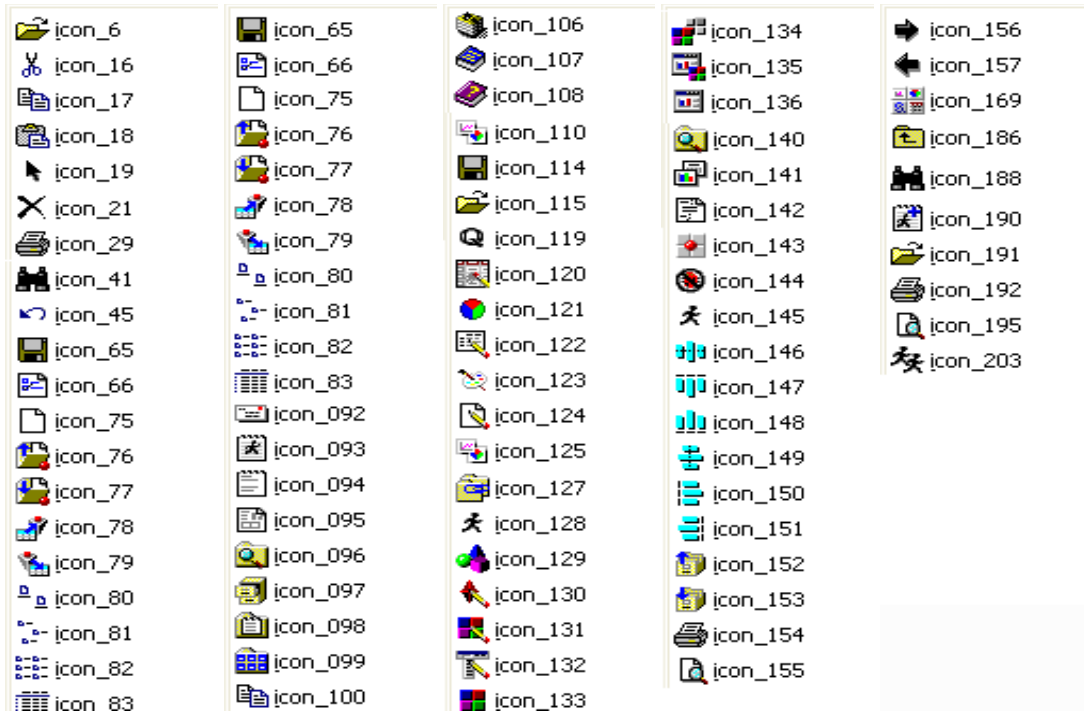 icon_6
icon_16
icon_17
icon_18
icon_19
icon_21
icon_29
icon_41
icon_45
icon_65
icon_66
icon_75
icon_76
icon_77
icon_78
icon_79
icon_80
icon_81
icon_82
icon_83
icon_65
icon_66
icon_75
icon_76
icon_77
icon_78
icon_79
icon_80
icon_81
icon_82
icon_83
icon_092
icon_093
icon_094
icon_095
icon_096
icon_097
icon_098
icon_099
icon_100
icon_106
icon_107
icon_108
icon_110
icon_114
icon_115
icon_119
icon_120
icon_121
icon_122
icon_123
icon_124
icon_125
icon_127
icon_128
icon_129
icon_130
icon_131
icon_132
icon_133
icon_134
icon_135
icon_136
icon_140
icon_141
icon_142
icon_143
icon_144
icon_145
icon_146
icon_147
icon_148
icon_149
icon_150
icon_151
icon_152
icon_153
icon_154
icon_155
icon_156
icon_157
icon_169
icon_186
icon_188
icon_190
icon_191
icon_192
icon_195
icon_203